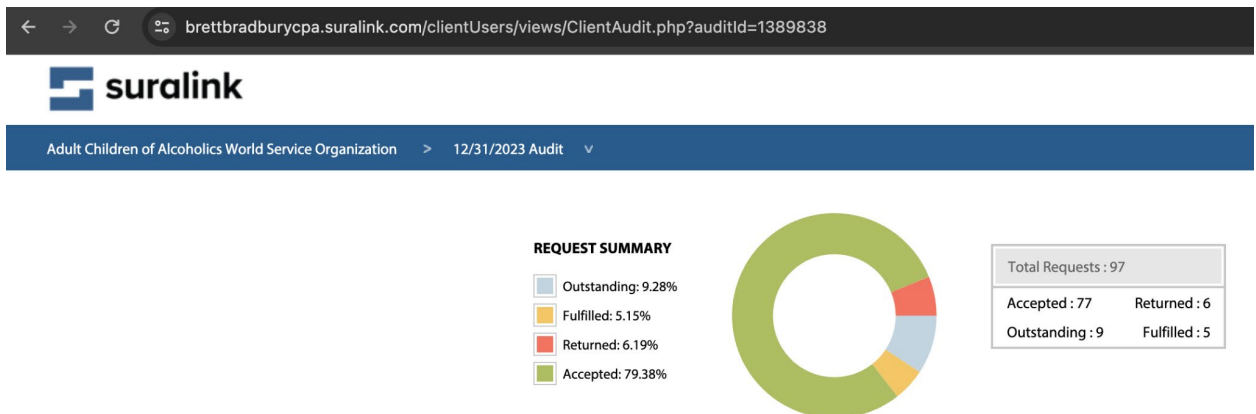 brettbradburycpa.suralink.com/clientUsers/views/ClientAudit.php?auditId=1389838
suralink
Adult Children of Alcoholics World Service Organization > 12/31/2023 Audit v
REQUEST SUMMARY
Outstanding: 9.28%
Fulfilled: 5.15%
Returned: 6.19%
Accepted: 79.38%
Total Requests : 97
Accepted : 77 Returned : 6
Outstanding : 9 Fulfilled : 5